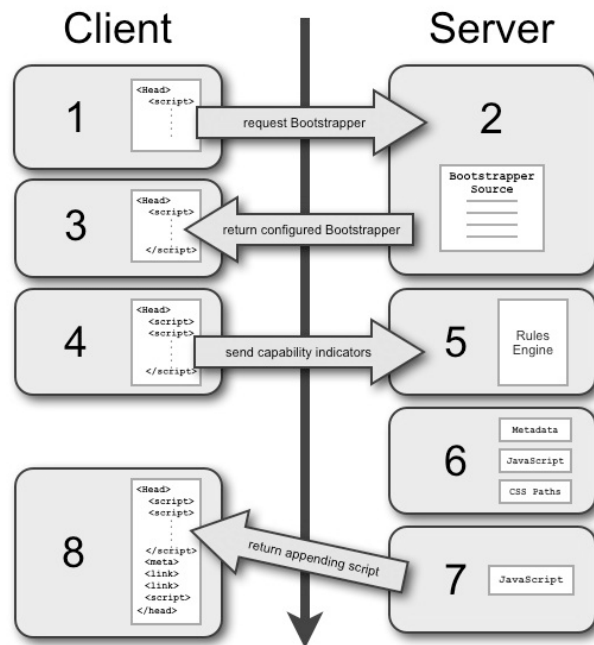 Client
Server
1
<Head>
<script>
request Bootstrapper
2
Bootstrapper
Source
3
<Head>
<script>
</script>
return configured Bootstrapper
4
<Head>
<script>
<script>
</script>
send capability indicators
5
Rules
Engine
6
Metadata
JavaScript
CSS Paths
8
<Head>
<script>
<script>
</script>
<meta>
<link>
<link>
<script>
</head>
return appending script
7
JavaScript